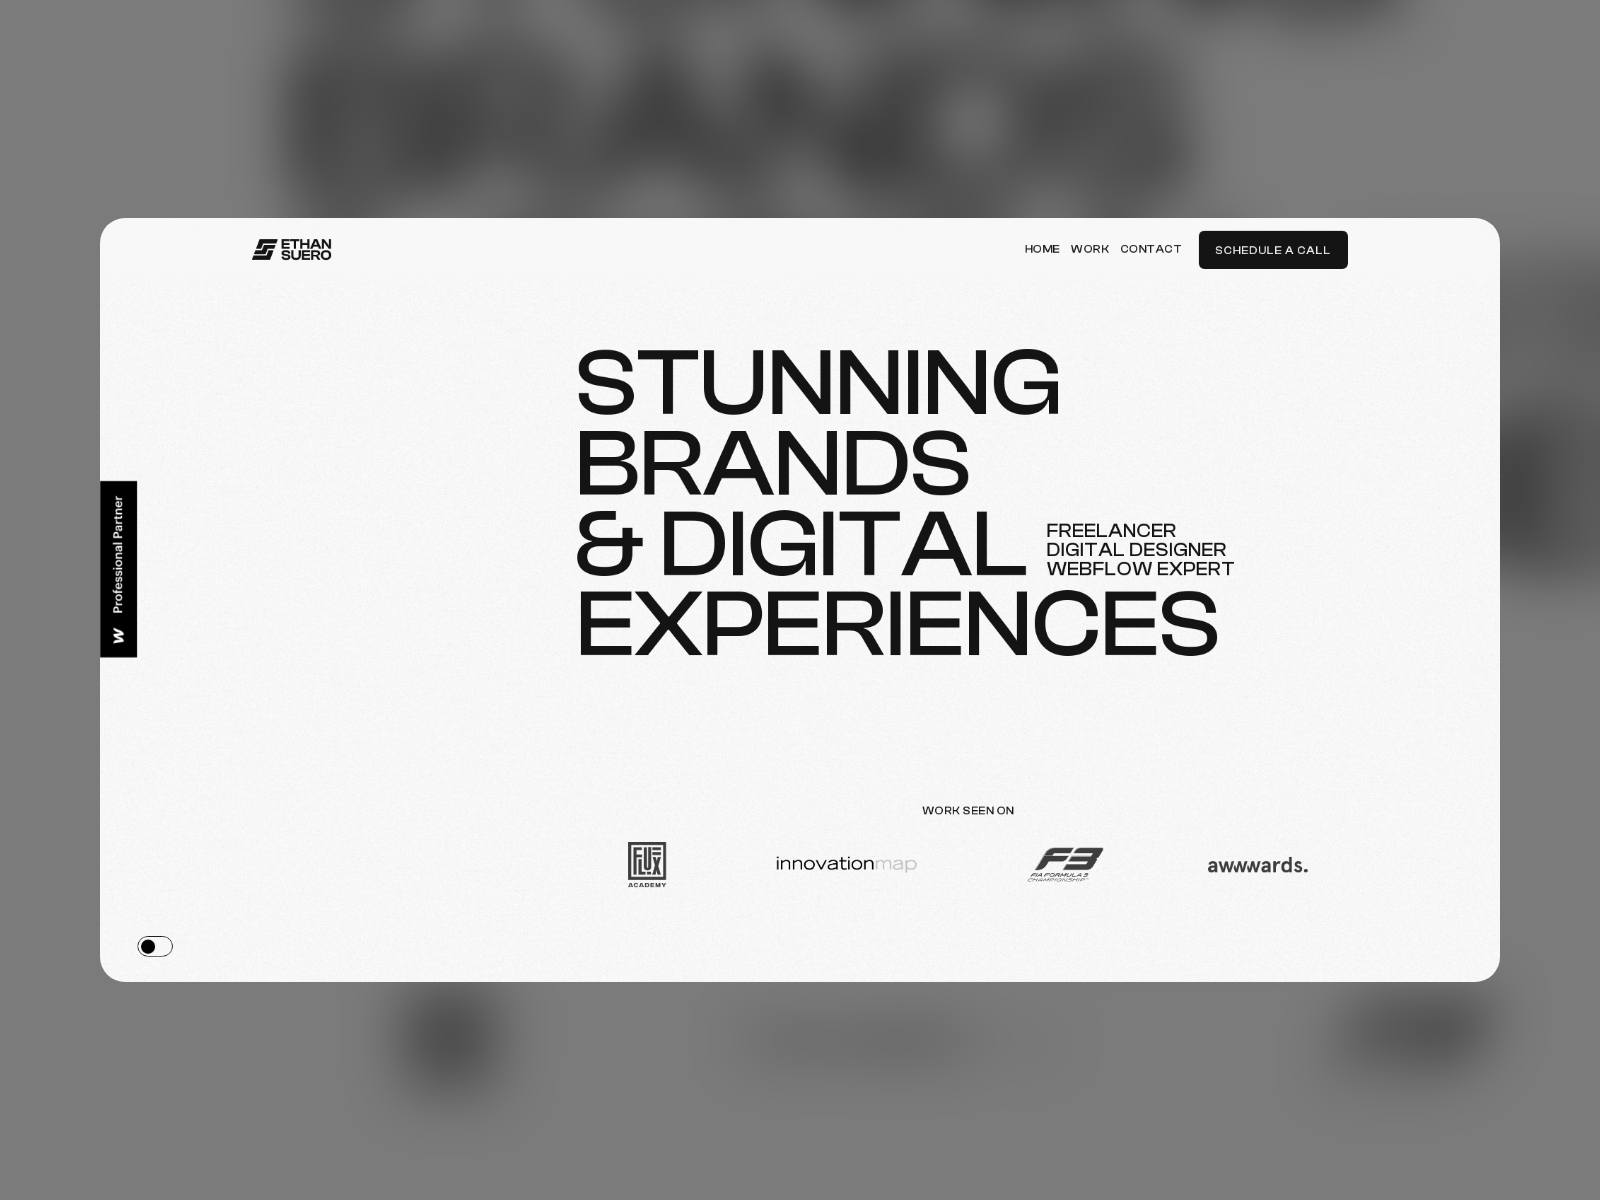 ETHAN
SUERO
HOME WORK CONTACT SCHEDULE A CALL
STUNNING
BRANDS
& DIGITAL
EXPERIENCES
FREELANCER
DIGITAL DESIGNER
WEBFLOW EXPERT
W Professional Partner
WORK SEEN ON
FLUX
ACADEMY
innovationmap
F3
FIA FORMULA 3
CHAMPIONSHIP
awwwards.